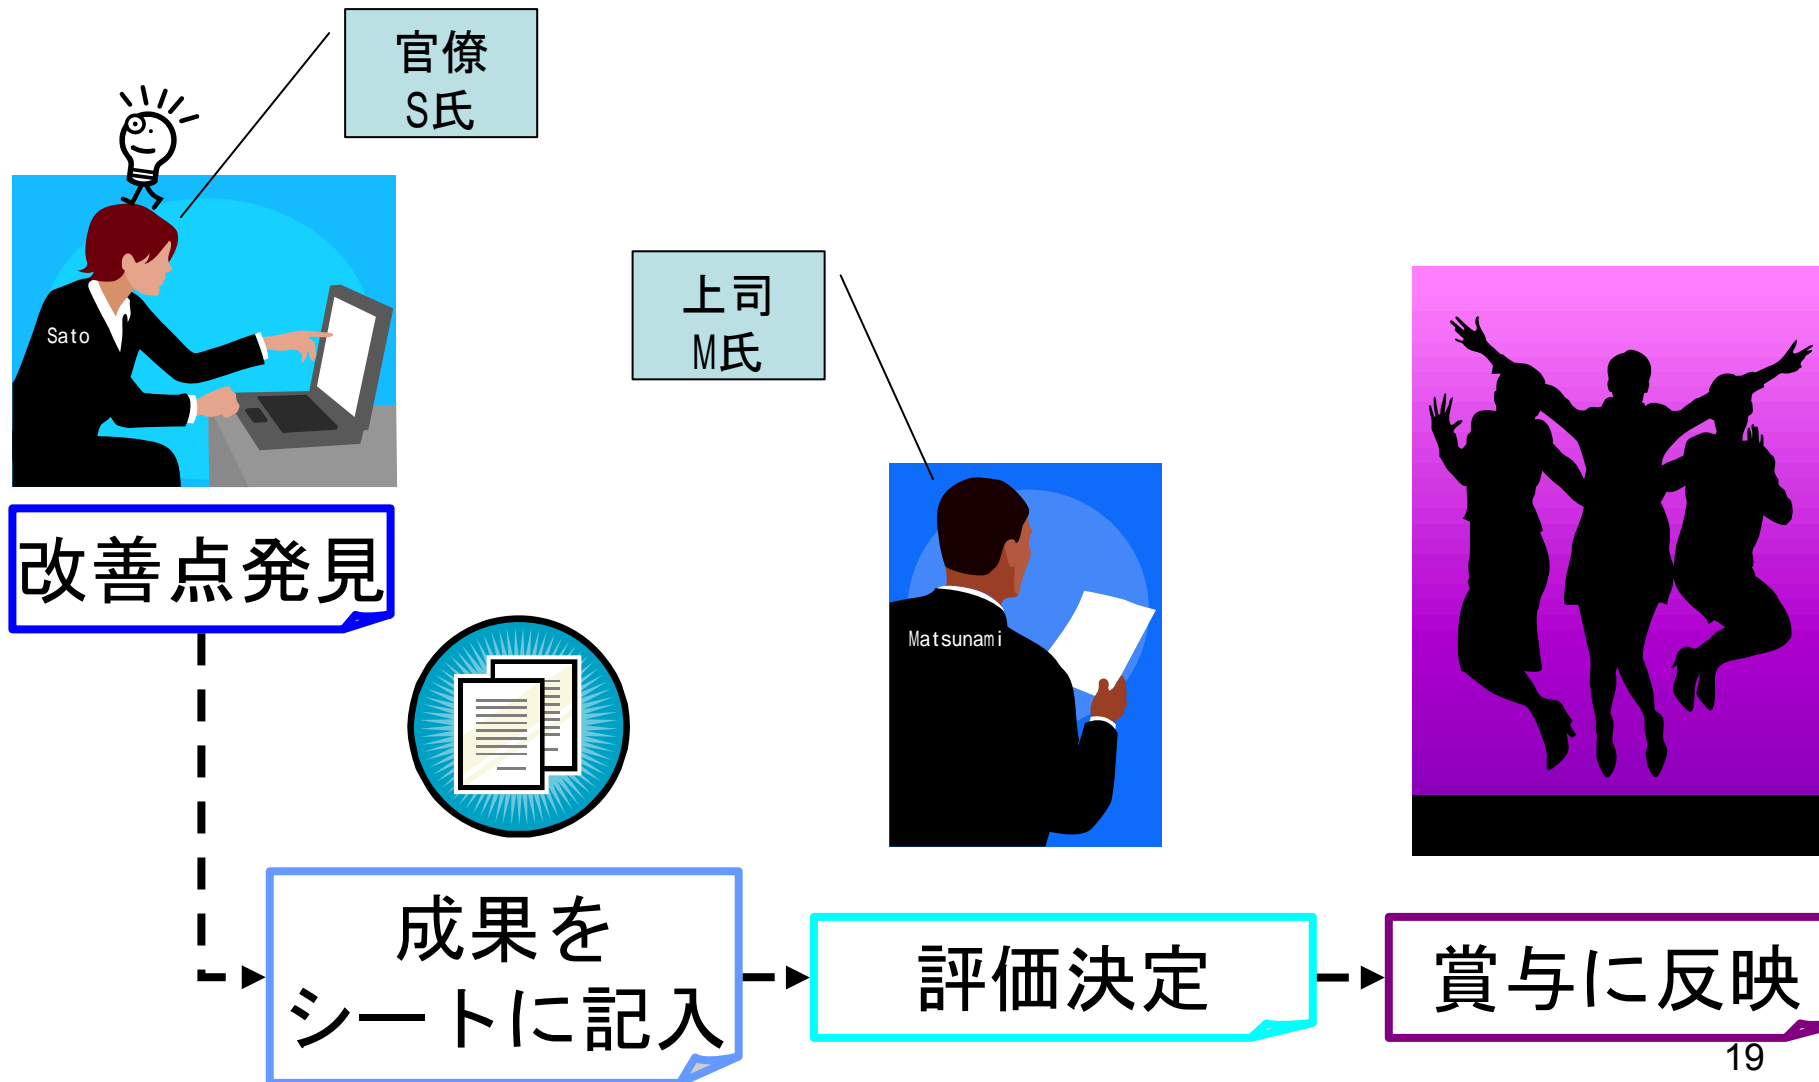 官僚
S氏
Sato
改善点発見
上司
M氏
Matsunami
成果を
シートに記入
評価決定
賞与に反映
19